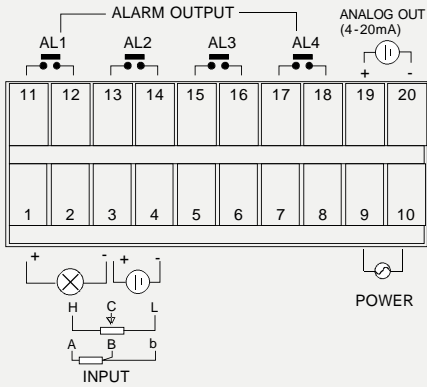 ALARM OUTPUT
ANALOG OUT
(4-20mA)
AL1 AL2 AL3 AL4
+ -
11 12 13 14 15 16 17 18 19 20
1 2 3 4 5 6 7 8 9 10
+ - + -
H C L
POWER
A B b
INPUT